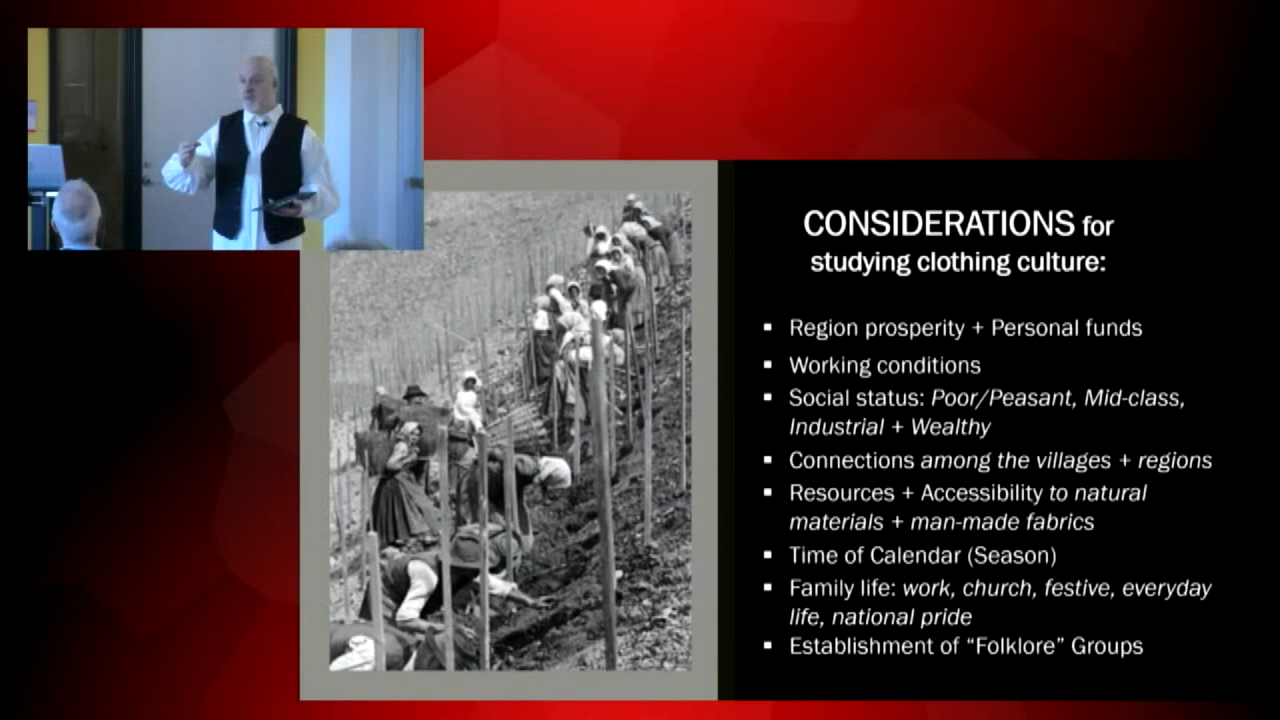 CONSIDERATIONS for
studying clothing culture:
▪ Region prosperity + Personal funds
▪ Working conditions
▪ Social status: Poor/Peasant, Mid-class,
Industrial + Wealthy
▪ Connections among the villages + regions
▪ Resources + Accessibility to natural
materials + man-made fabrics
▪ Time of Calendar (Season)
▪ Family life: work, church, festive, everyday
life, national pride
▪ Establishment of “Folklore” Groups